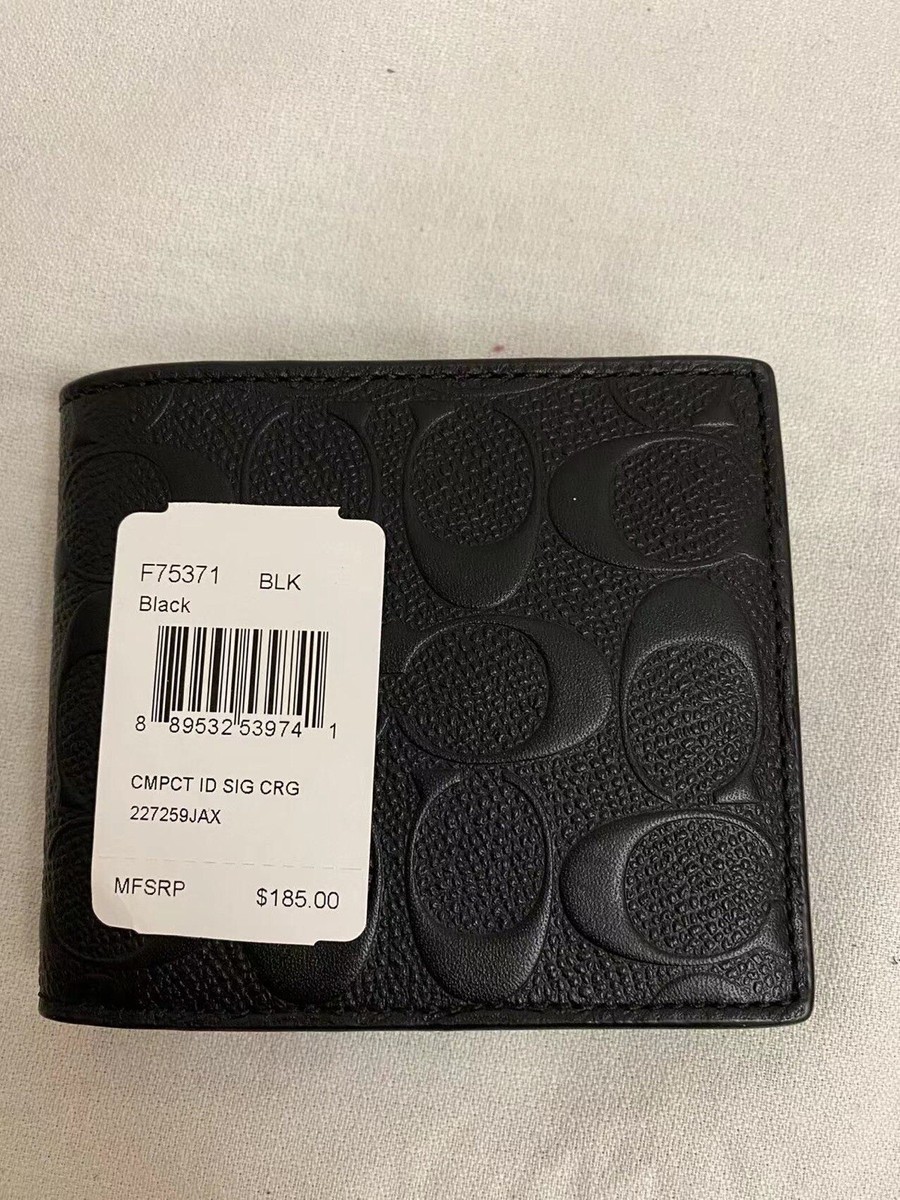 F75371 BLK
Black
8 89532 53974 1
CMPCT ID SIG CRG
227259JAX
MFSRP $185.00